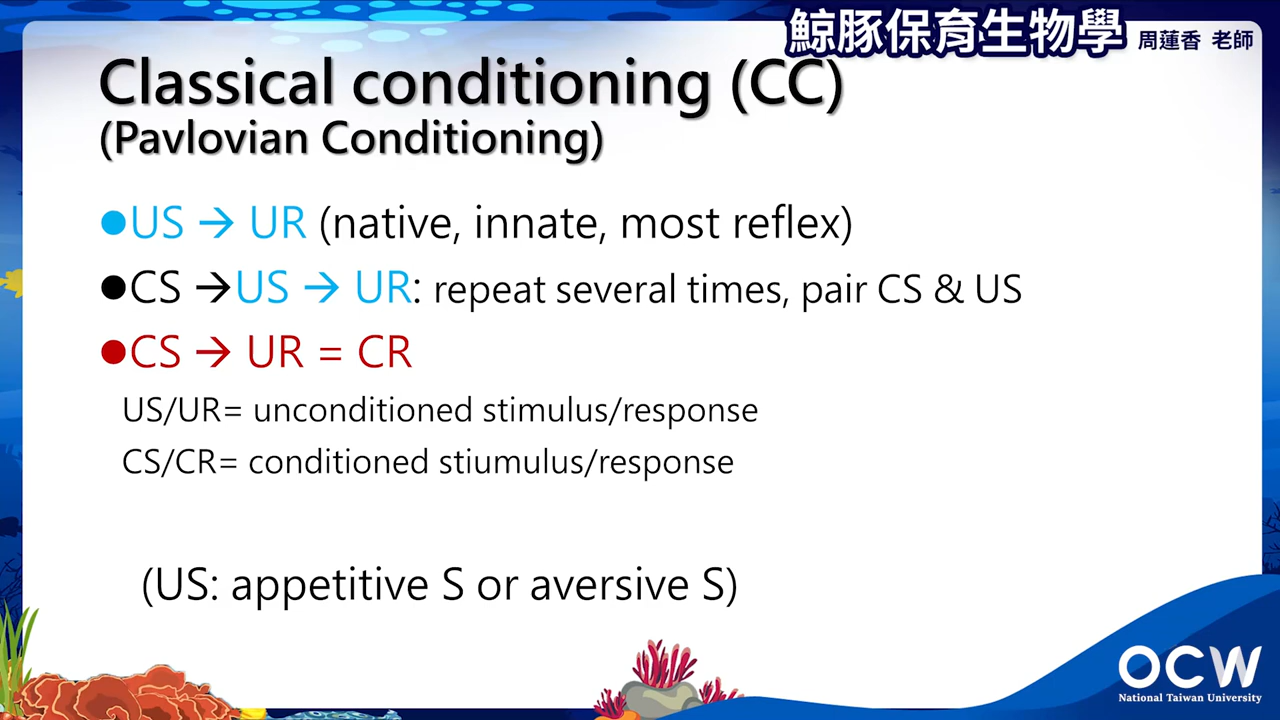 鯨豚保育生物學 周蓮香 老師
Classical conditioning (CC)
(Pavlovian Conditioning)
●US → UR (native, innate, most reflex)
●CS →US → UR: repeat several times, pair CS & US
●CS → UR = CR
US/UR= unconditioned stimulus/response
CS/CR= conditioned stiumulus/response
(US: appetitive S or aversive S)
OCW
National Taiwan University